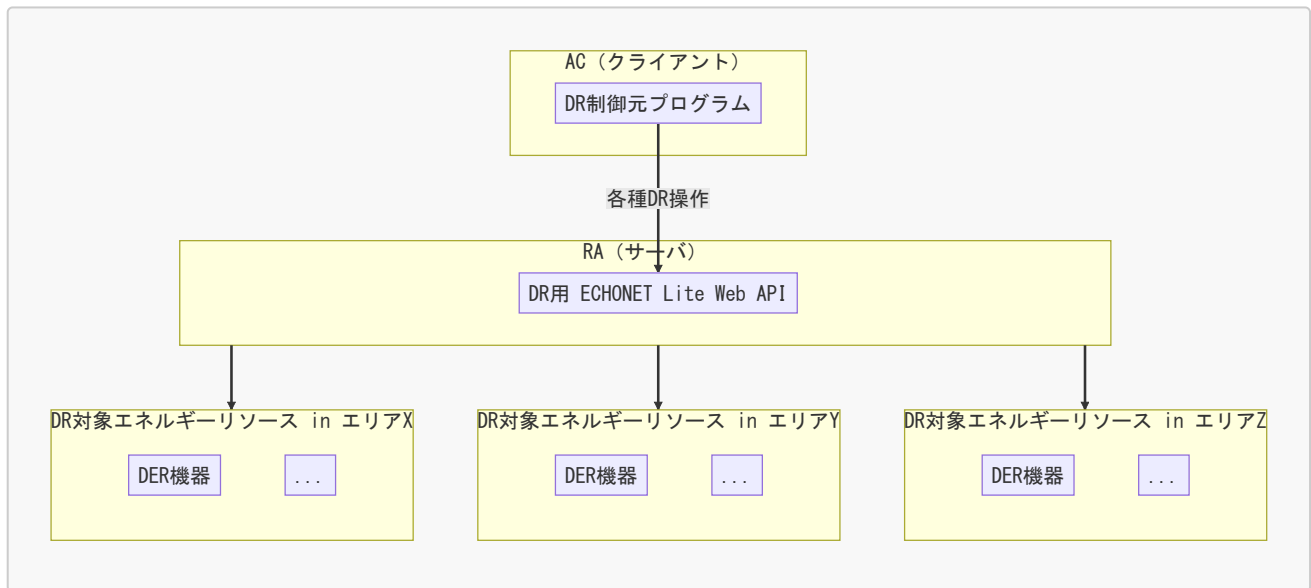 AC（クライアント）
DR制御元プログラム
各種DR操作
RA（サーバ）
DR用 ECHONET Lite Web API
DR対象エネルギーリソース in エリアX
DER機器
...
DR対象エネルギーリソース in エリアY
DER機器
...
DR対象エネルギーリソース in エリアZ
DER機器
...